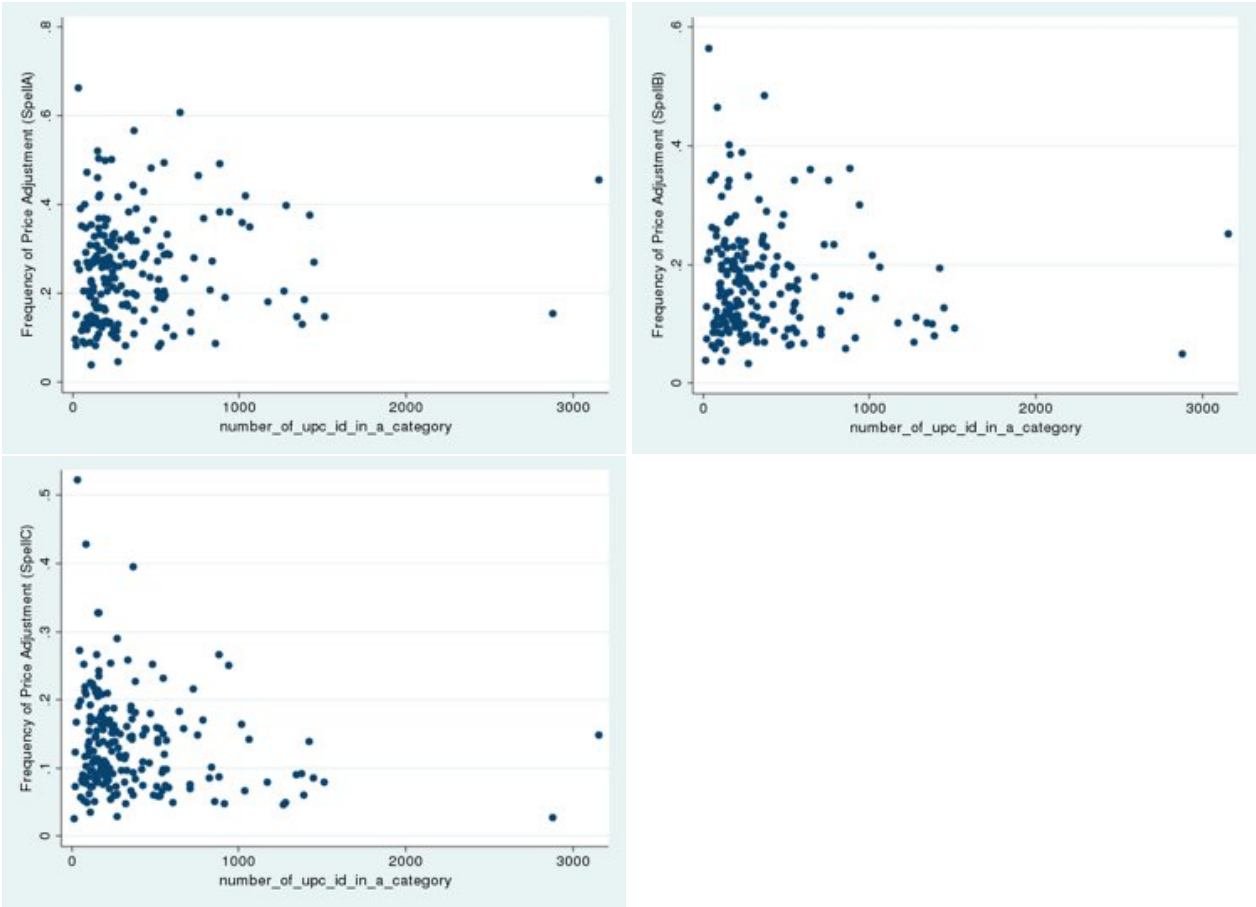 Frequency of Price Adjustment (SpellA)
.8
.6
.4
.2
0
0 1000 2000 3000
number_of_upc_id_in_a_category
Frequency of Price Adjustment (SpellB)
.6
.4
.2
0
0 1000 2000 3000
number_of_upc_id_in_a_category
Frequency of Price Adjustment (SpellC)
.5
.4
.3
.2
.1
0
0 1000 2000 3000
number_of_upc_id_in_a_category